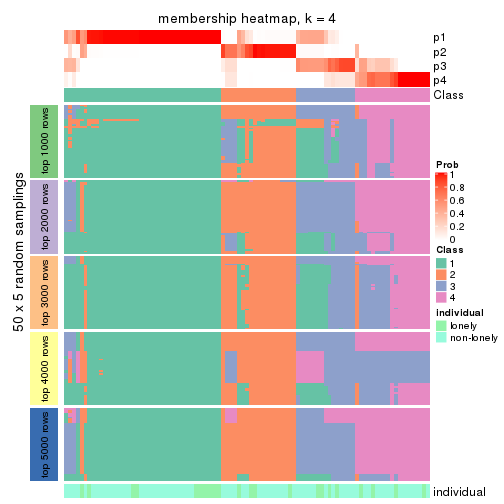 membership heatmap, k = 4
p1
p2
p3
p4
Class
50 x 5 random samplings
top 1000 rows
top 2000 rows
top 3000 rows
top 4000 rows
top 5000 rows
individual
Prob
1
0.8
0.6
0.4
0.2
0
Class
1
2
3
4
individual
lonely
non-lonely